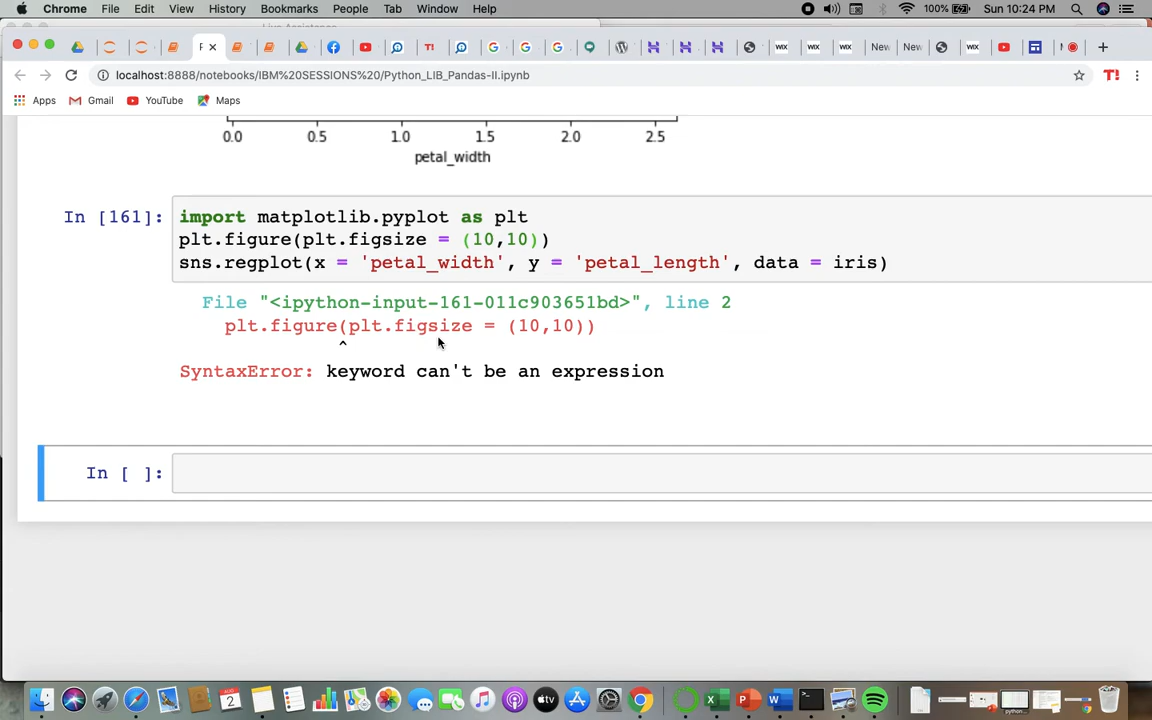 Chrome File Edit View History Bookmarks People Tab Window Help 100% Sun 10:24 PM
New New
localhost:8888/notebooks/IBM%20SESSIONS%20/Python_LIB_Pandas-II.ipynb
Apps Gmail YouTube Maps
0.0 0.5 1.0 1.5 2.0 2.5
petal_width
In [161]: import matplotlib.pyplot as plt
plt.figure(plt.figsize = (10,10))
sns.regplot(x = 'petal_width', y = 'petal_length', data = iris)
File "<ipython-input-161-011c903651bd>", line 2
plt.figure(plt.figsize = (10,10))
^
SyntaxError: keyword can't be an expression
In [ ]: